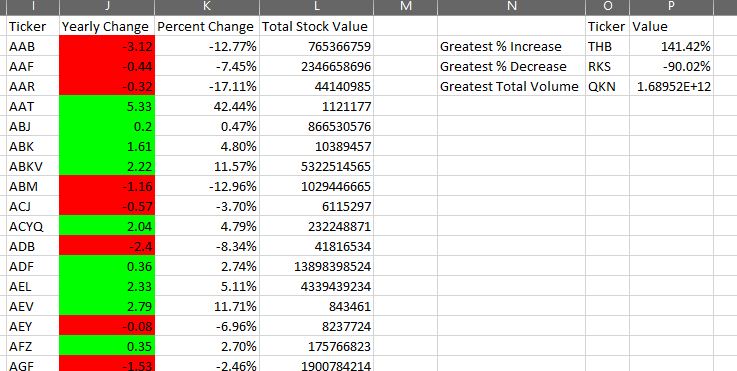 I J K L M N O P
Ticker Yearly Change Percent Change Total Stock Value Ticker Value
AAB -3.12 -12.77% 765366759 Greatest % Increase THB 141.42%
AAF -0.44 -7.45% 2346658696 Greatest % Decrease RKS -90.02%
AAR -0.32 -17.11% 44140985 Greatest Total Volume QKN 1.68952E+12
AAT 5.33 42.44% 1121177
ABJ 0.2 0.47% 866530576
ABK 1.61 4.80% 10389457
ABKV 2.22 11.57% 5322514565
ABM -1.16 -12.96% 1029446665
ACJ -0.57 -3.70% 6115297
ACYQ 2.04 4.79% 232248871
ADB -2.4 -8.34% 41816534
ADF 0.36 2.74% 13898398524
AEL 2.33 5.11% 4339439234
AEV 2.79 11.71% 843461
AEY -0.08 -6.96% 8237724
AFZ 0.35 2.70% 175766823
AGF -1.53 -2.46% 1900784214